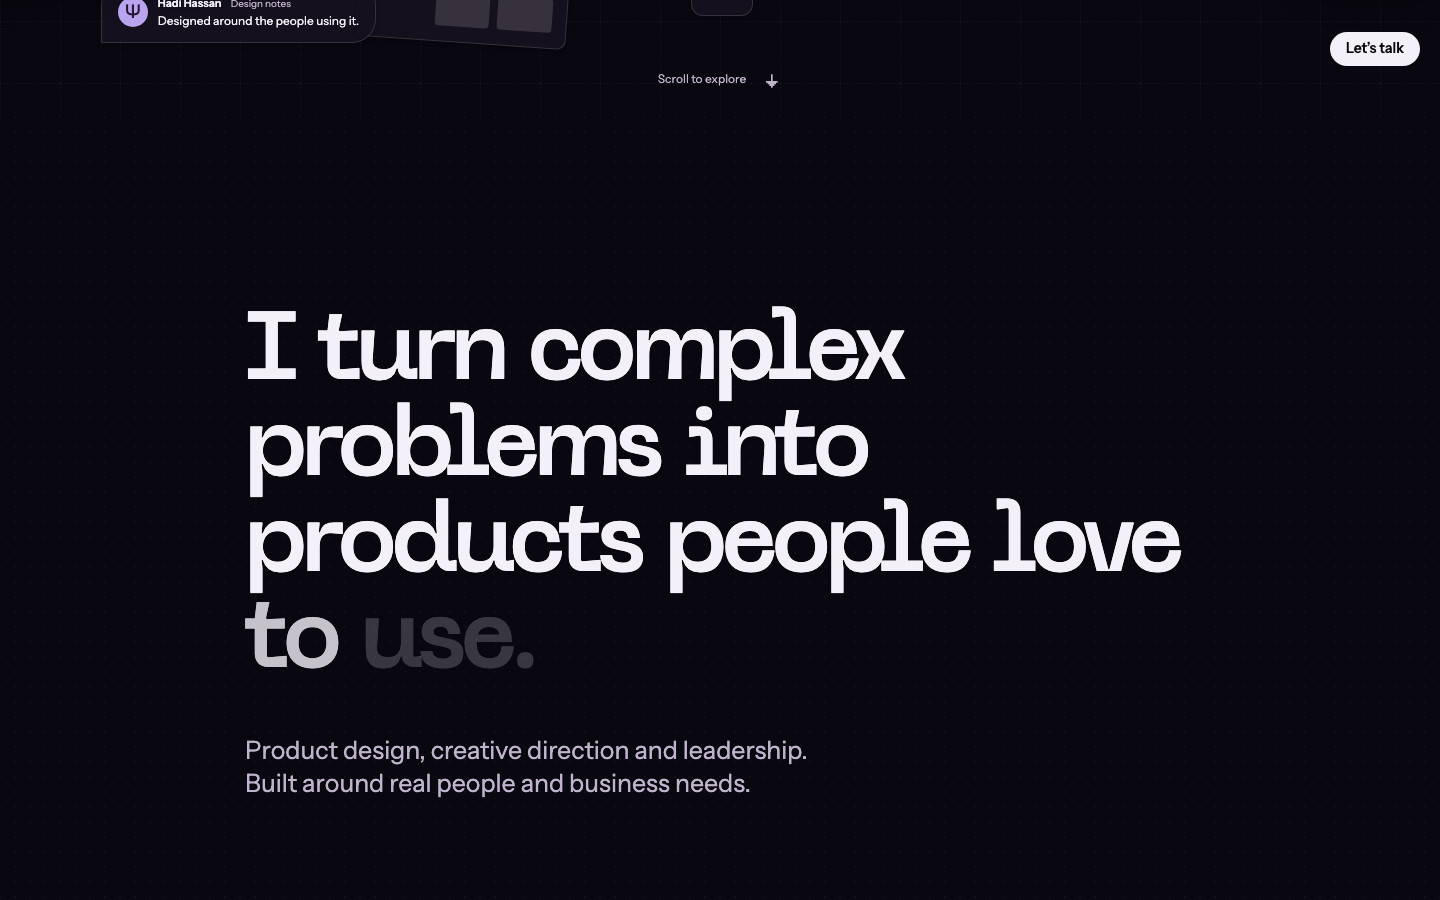 Hadi Hassan Design notes
Designed around the people using it.
Let's talk
Scroll to explore
I turn complex
problems into
products people love
to use.
Product design, creative direction and leadership.
Built around real people and business needs.